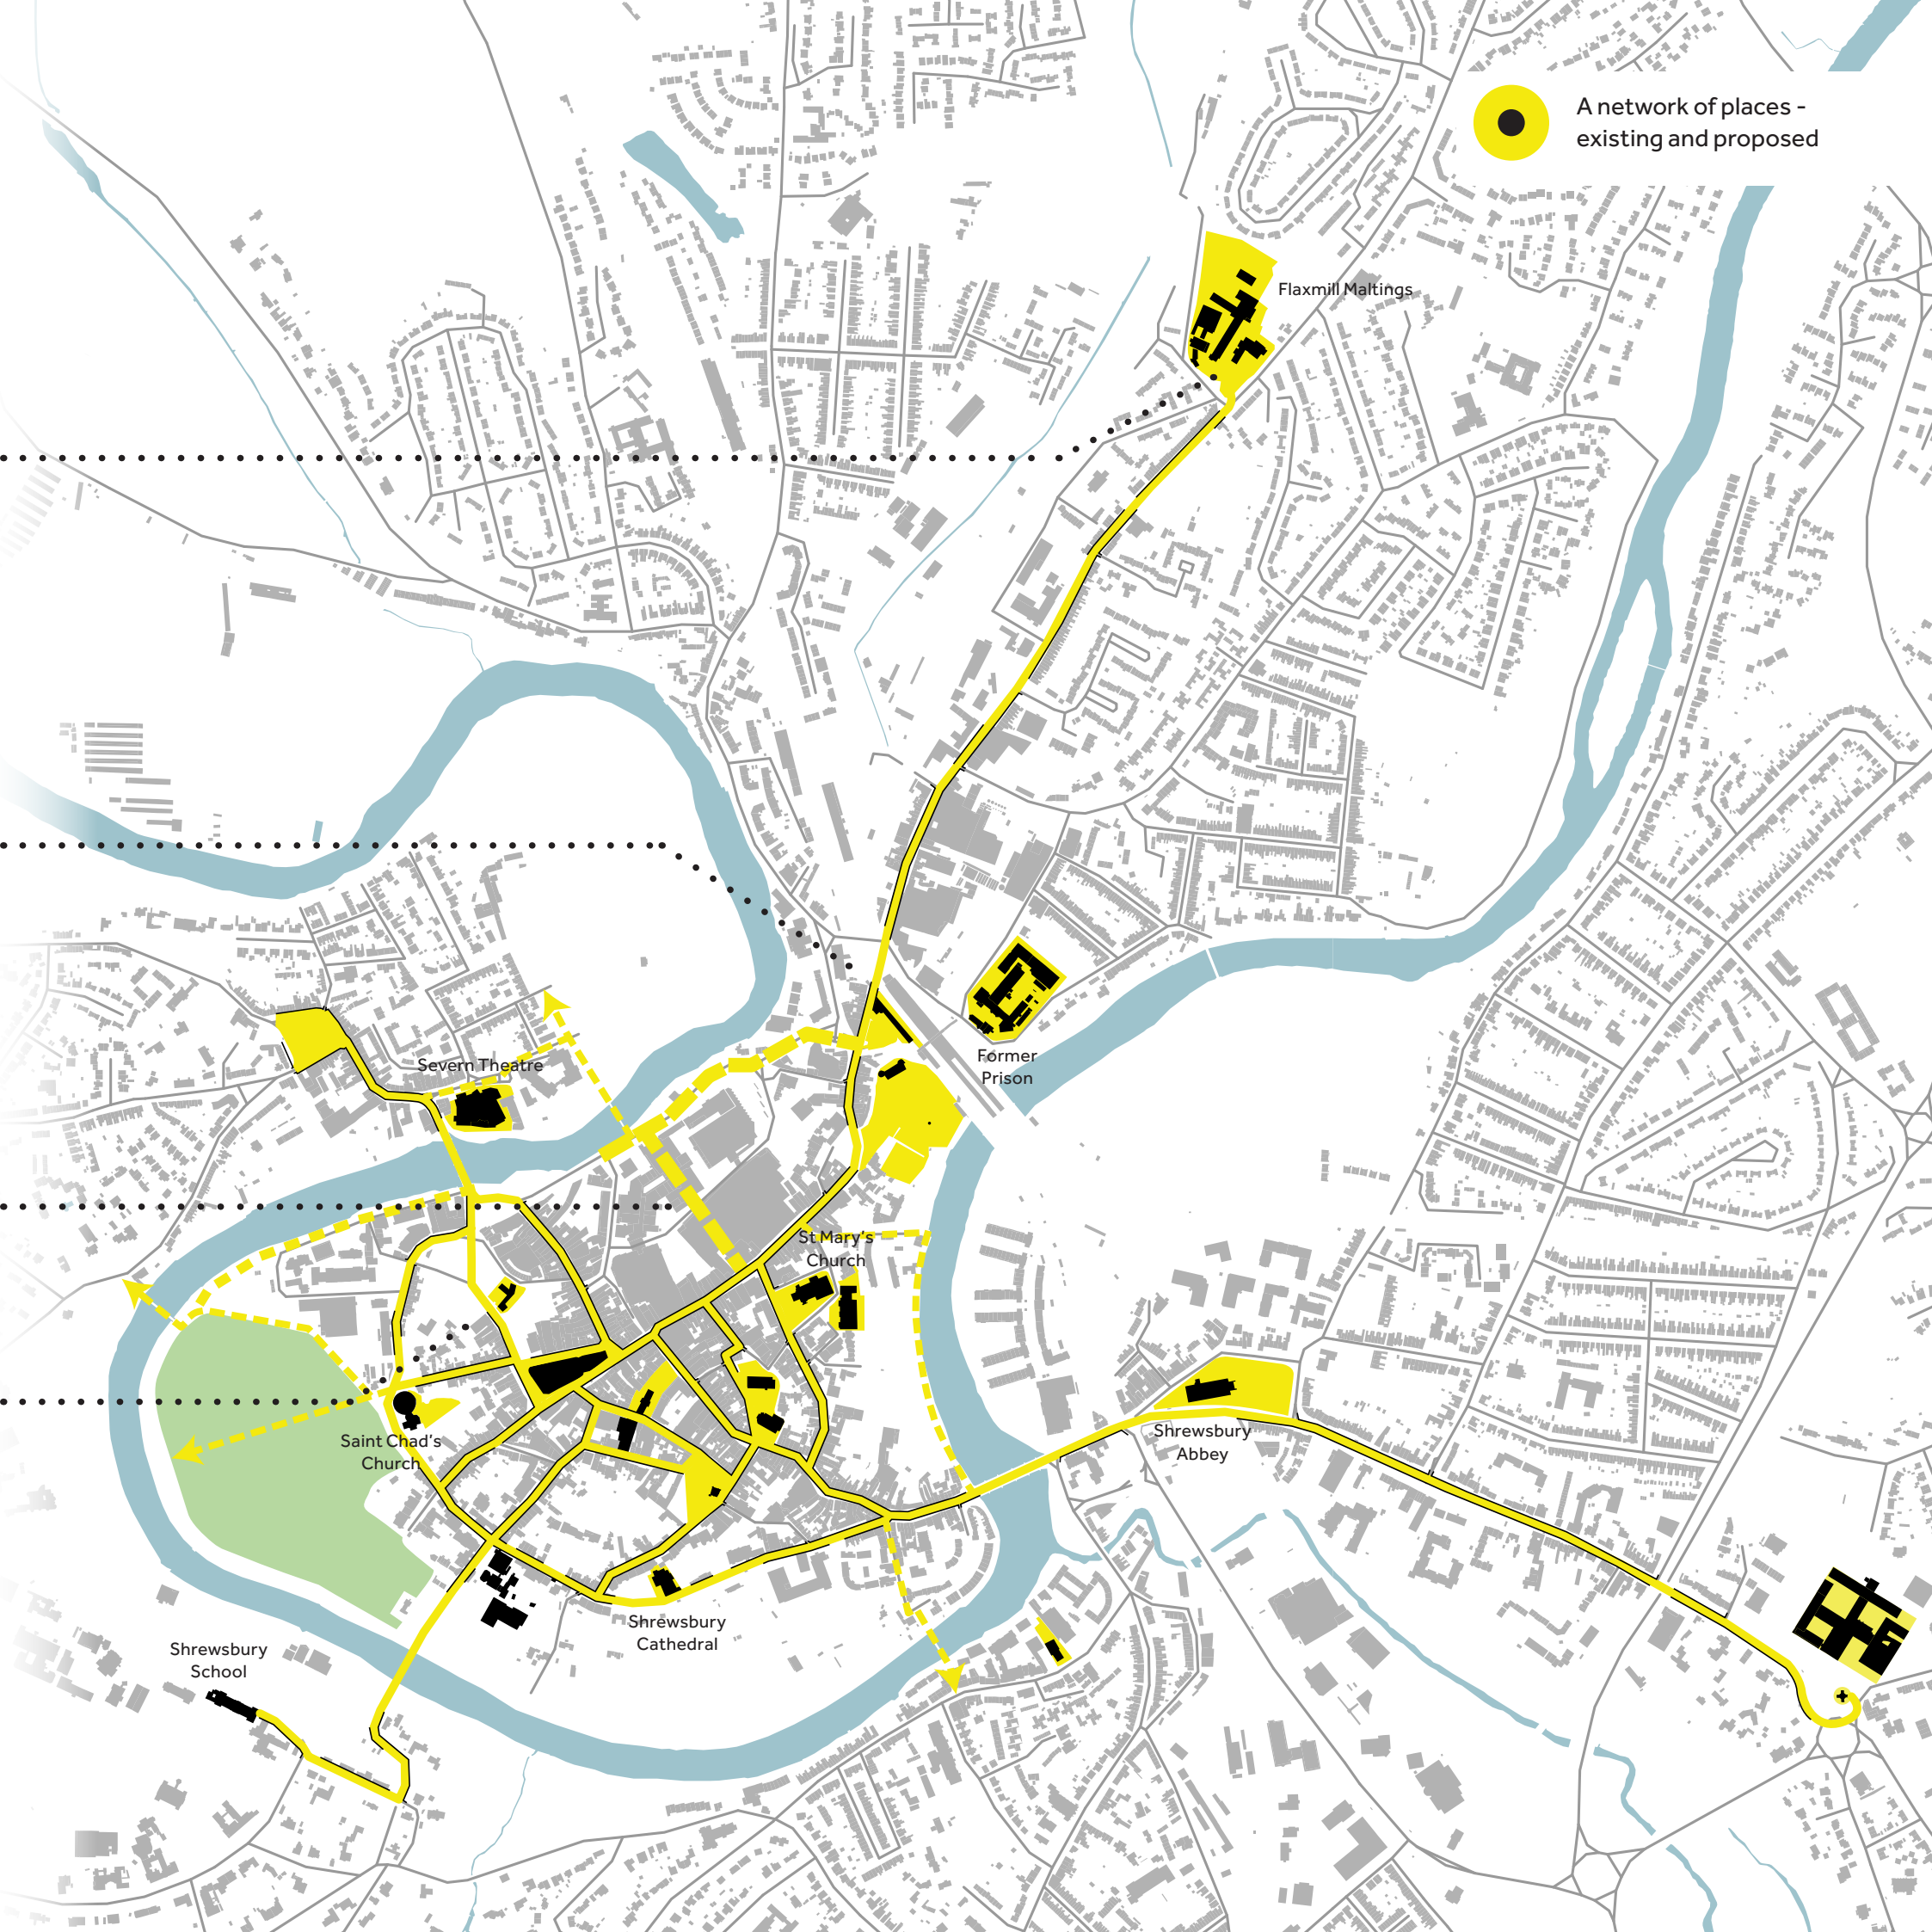 A network of places -
existing and proposed
Flaxmill Maltings
Former
Prison
Severn Theatre
St Mary's
Church
Shrewsbury
Abbey
Saint Chad's
Church
Shrewsbury
Cathedral
Shrewsbury
School